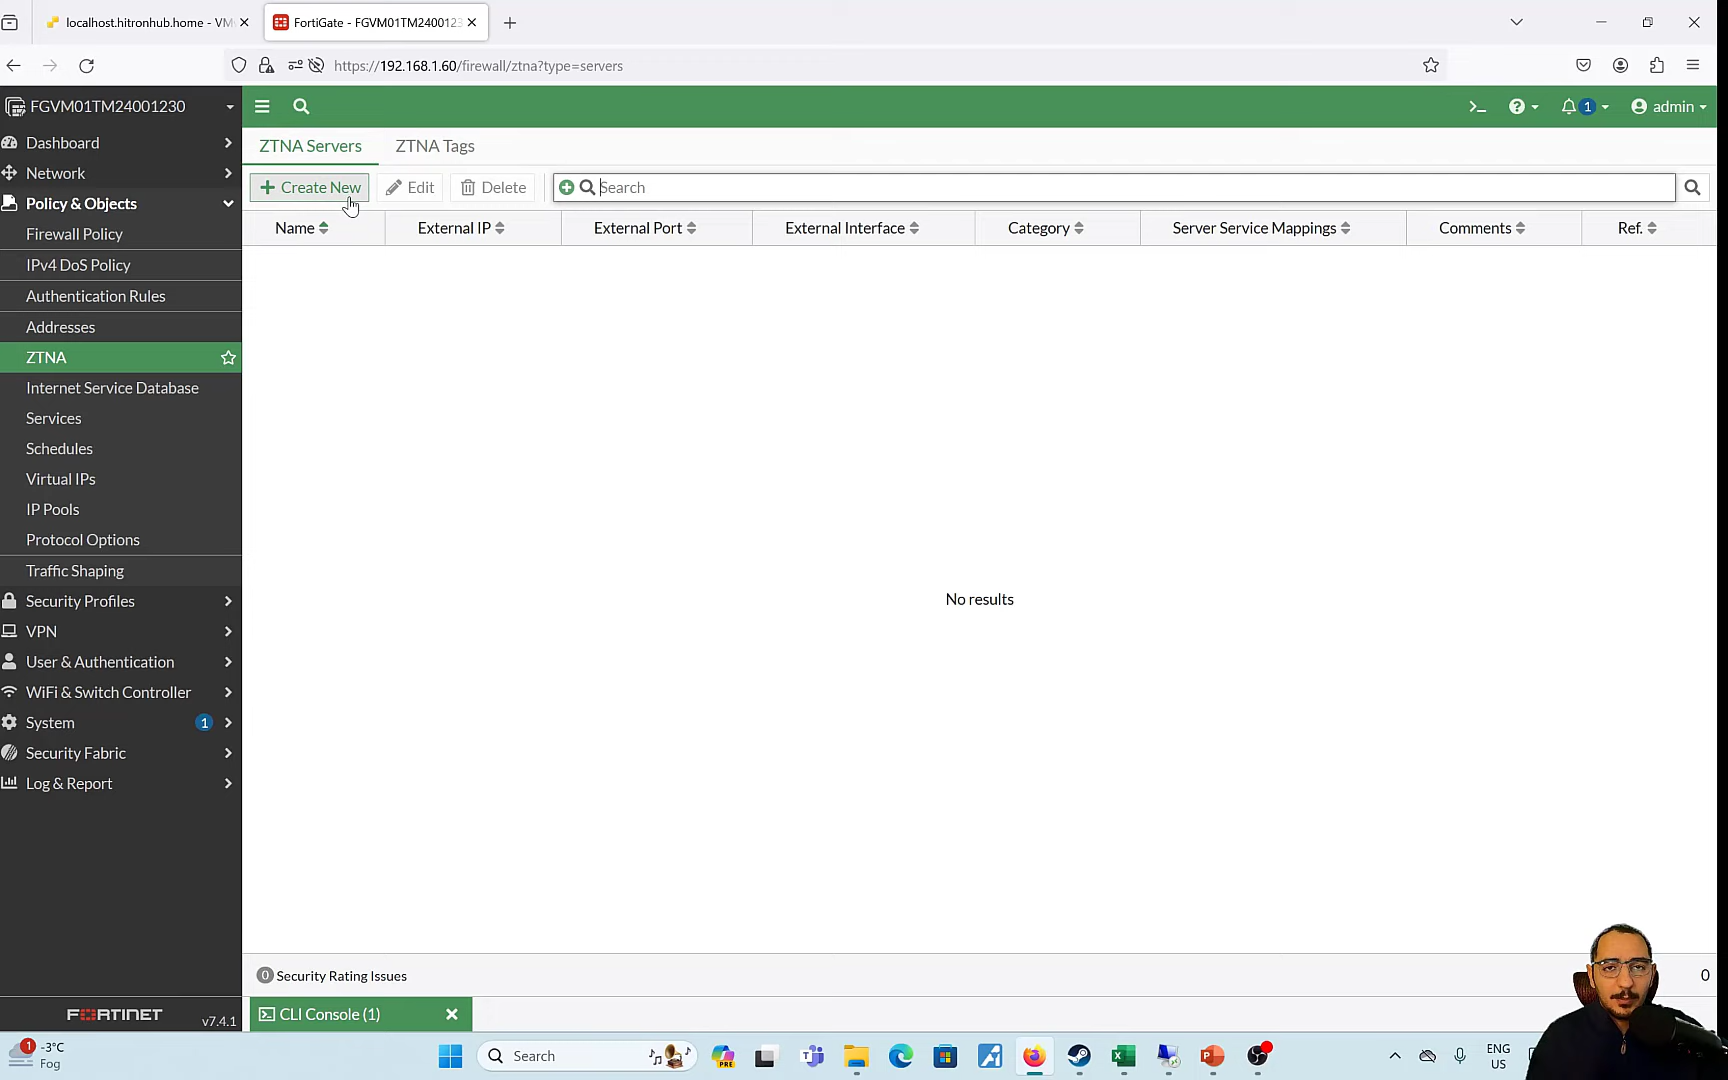 localhost.hitronhub.home - VM
FortiGate - FGVM01TM2400123
https://192.168.1.60/firewall/ztna?type=servers
FGVM01TM24001230
1
admin
Dashboard
Network
Policy & Objects
Firewall Policy
IPv4 DoS Policy
Authentication Rules
Addresses
ZTNA
Internet Service Database
Services
Schedules
Virtual IPs
IP Pools
Protocol Options
Traffic Shaping
Security Profiles
VPN
User & Authentication
WiFi & Switch Controller
System 1
Security Fabric
Log & Report
FORTINET v7.4.1
ZTNA Servers ZTNA Tags
Create New Edit Delete Search
Name External IP External Port External Interface Category Server Service Mappings Comments Ref.
No results
0 Security Rating Issues 0
CLI Console (1)
1 -3°C
Fog
Search
PRE
ENG
US